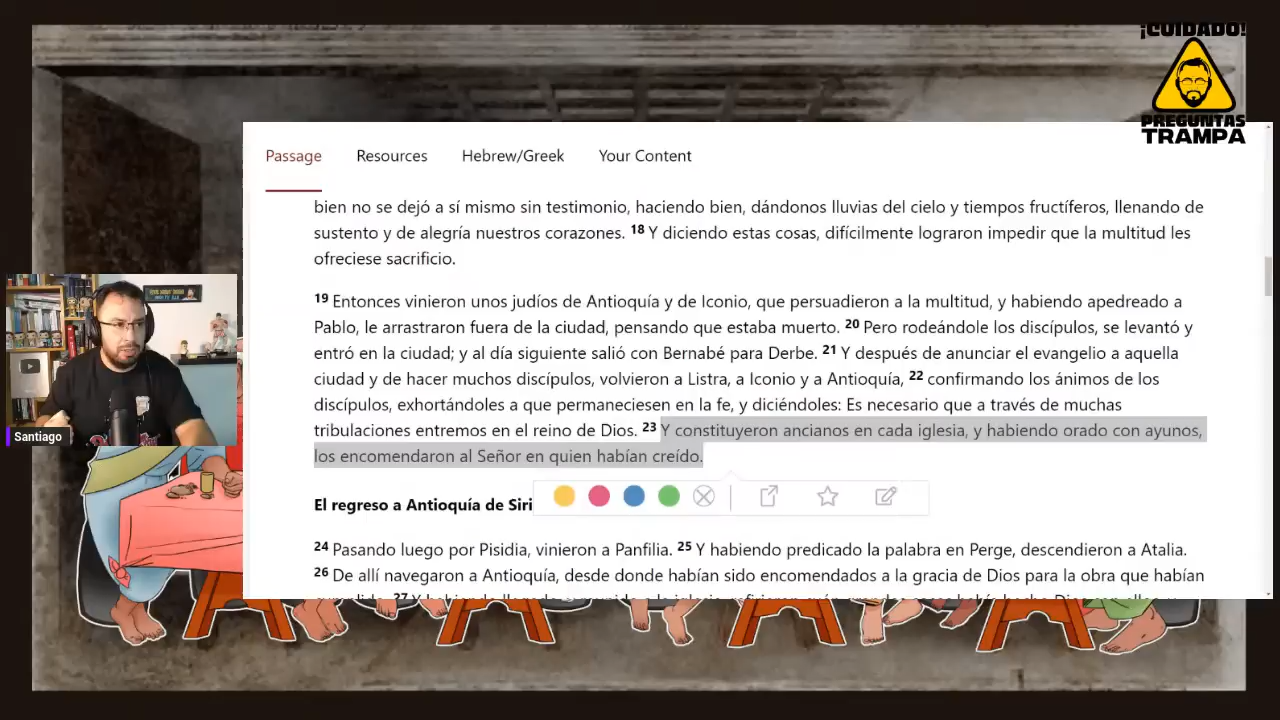 ¡CUIDADO!
PREGUNTAS
TRAMPA
Passage Resources Hebrew/Greek Your Content
bien no se dejó a sí mismo sin testimonio, haciendo bien, dándonos lluvias del cielo y tiempos fructíferos, llenando de
sustento y de alegría nuestros corazones. 18 Y diciendo estas cosas, difícilmente lograron impedir que la multitud les
ofreciese sacrificio.
19 Entonces vinieron unos judíos de Antioquía y de Iconio, que persuadieron a la multitud, y habiendo apedreado a
Pablo, le arrastraron fuera de la ciudad, pensando que estaba muerto. 20 Pero rodeándole los discípulos, se levantó y
entró en la ciudad; y al día siguiente salió con Bernabé para Derbe. 21 Y después de anunciar el evangelio a aquella
ciudad y de hacer muchos discípulos, volvieron a Listra, a Iconio y a Antioquía, 22 confirmando los ánimos de los
discípulos, exhortándoles a que permaneciesen en la fe, y diciéndoles: Es necesario que a través de muchas
tribulaciones entremos en el reino de Dios. 23 Y constituyeron ancianos en cada iglesia, y habiendo orado con ayunos,
los encomendaron al Señor en quien habían creído.
El regreso a Antioquía de Siri
24 Pasando luego por Pisidia, vinieron a Panfilia. 25 Y habiendo predicado la palabra en Perge, descendieron a Atalia.
26 De allí navegaron a Antioquía, desde donde habían sido encomendados a la gracia de Dios para la obra que habían
Santiago